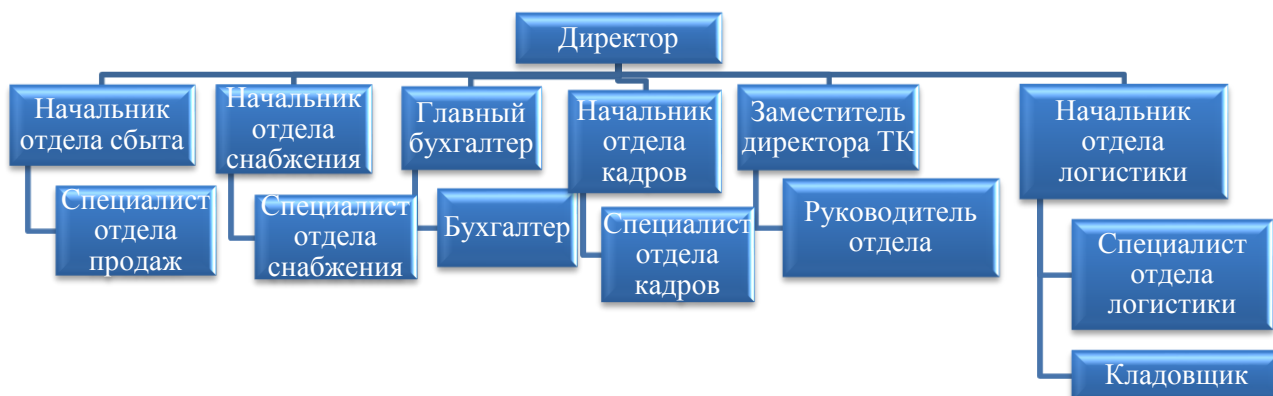 Директор
Начальник
отдела сбыта
Начальник
отдела
снабжения
Главный
бухгалтер
Начальник
отдела
кадров
Заместитель
директора ТК
Начальник
отдела
логистики
Специалист
отдела
продаж
Специалист
отдела
снабжения
Бухгалтер
Специалист
отдела
кадров
Руководитель
отдела
Специалист
отдела
логистики
Кладовщик